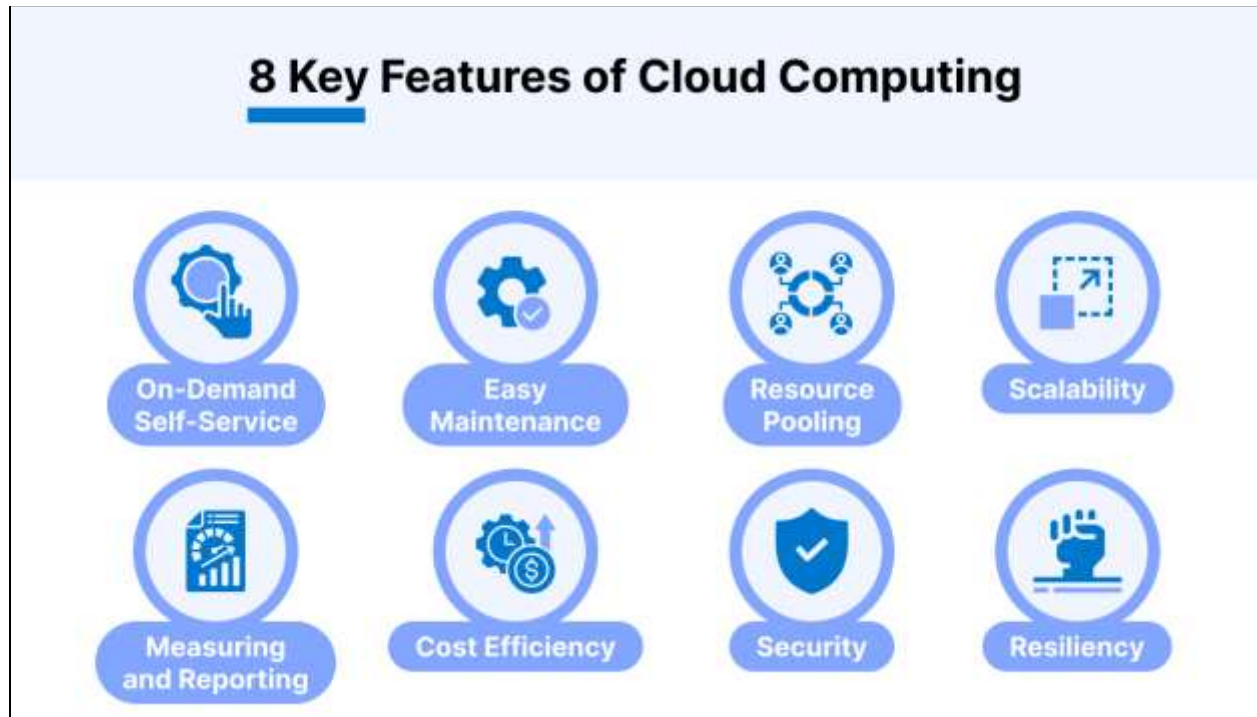 8 Key Features of Cloud Computing
On-Demand
Self-Service
Easy
Maintenance
Resource
Pooling
Scalability
Measuring
and Reporting
Cost Efficiency
Security
Resiliency